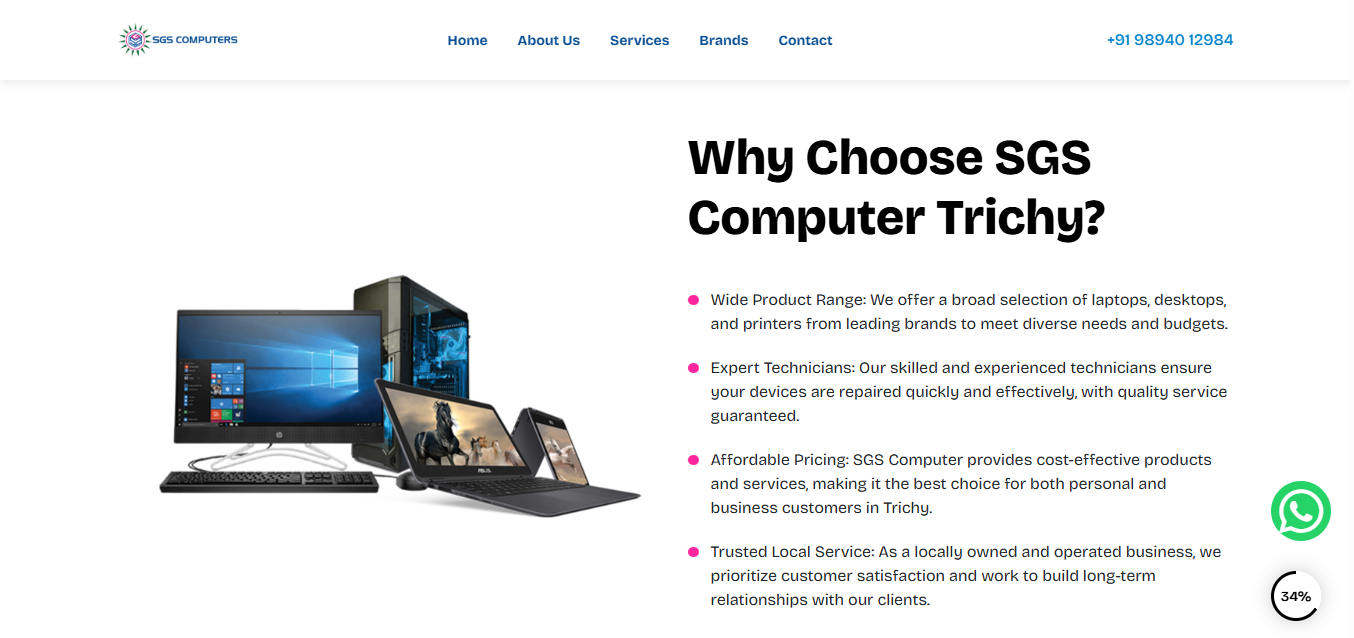 SGS COMPUTERS
Home
About Us
Services
Brands
Contact
+91 98940 12984
Why Choose SGS
Computer Trichy?
Wide Product Range: We offer a broad selection of laptops, desktops,
and printers from leading brands to meet diverse needs and budgets.
Expert Technicians: Our skilled and experienced technicians ensure
your devices are repaired quickly and effectively, with quality service
guaranteed.
Affordable Pricing: SGS Computer provides cost-effective products
and services, making it the best choice for both personal and
business customers in Trichy.
Trusted Local Service: As a locally owned and operated business, we
prioritize customer satisfaction and work to build long-term
relationships with our clients.
hp
ASUS
34%